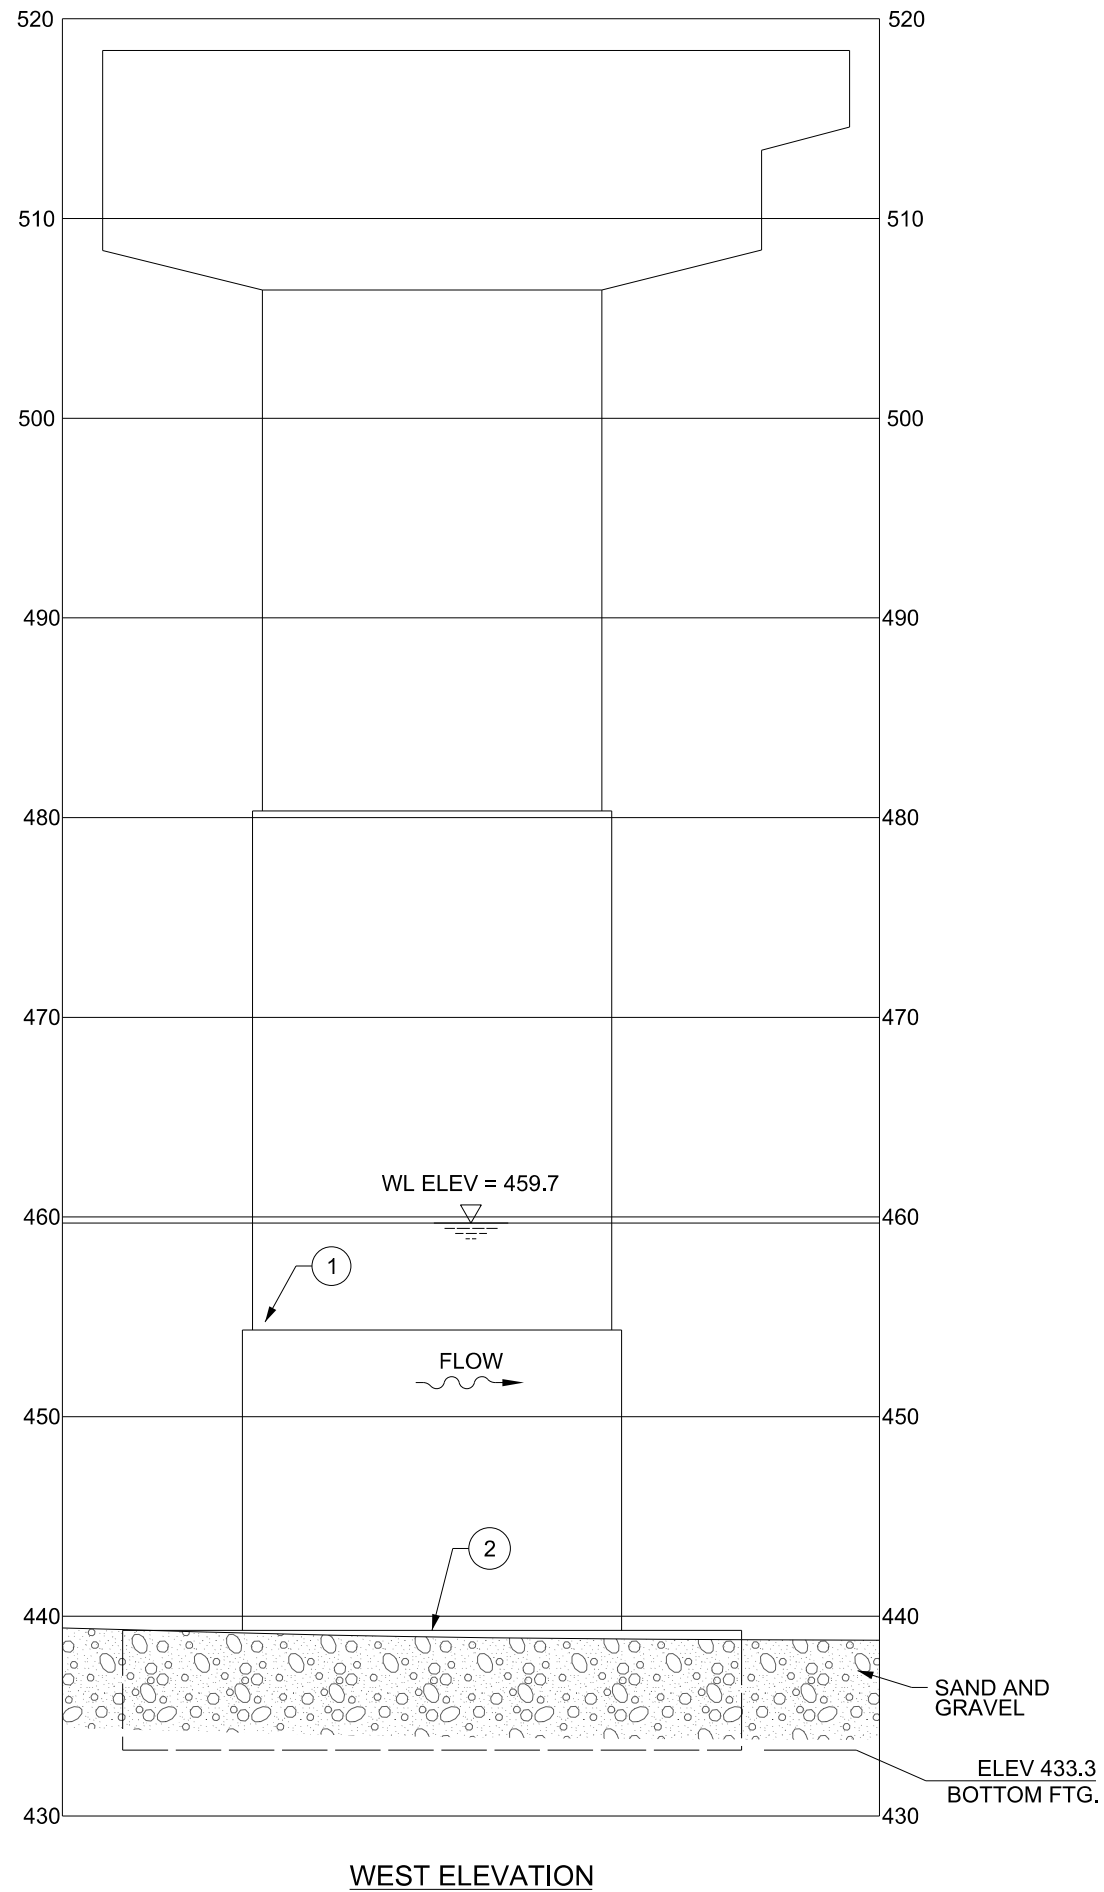 520 520
510 510
500 500
490 490
480 480
470 470
WL ELEV = 459.7
460 460
1
FLOW
450 450
2
440 440
SAND AND
GRAVEL
ELEV 433.3
BOTTOM FTG.
430 430
WEST ELEVATION